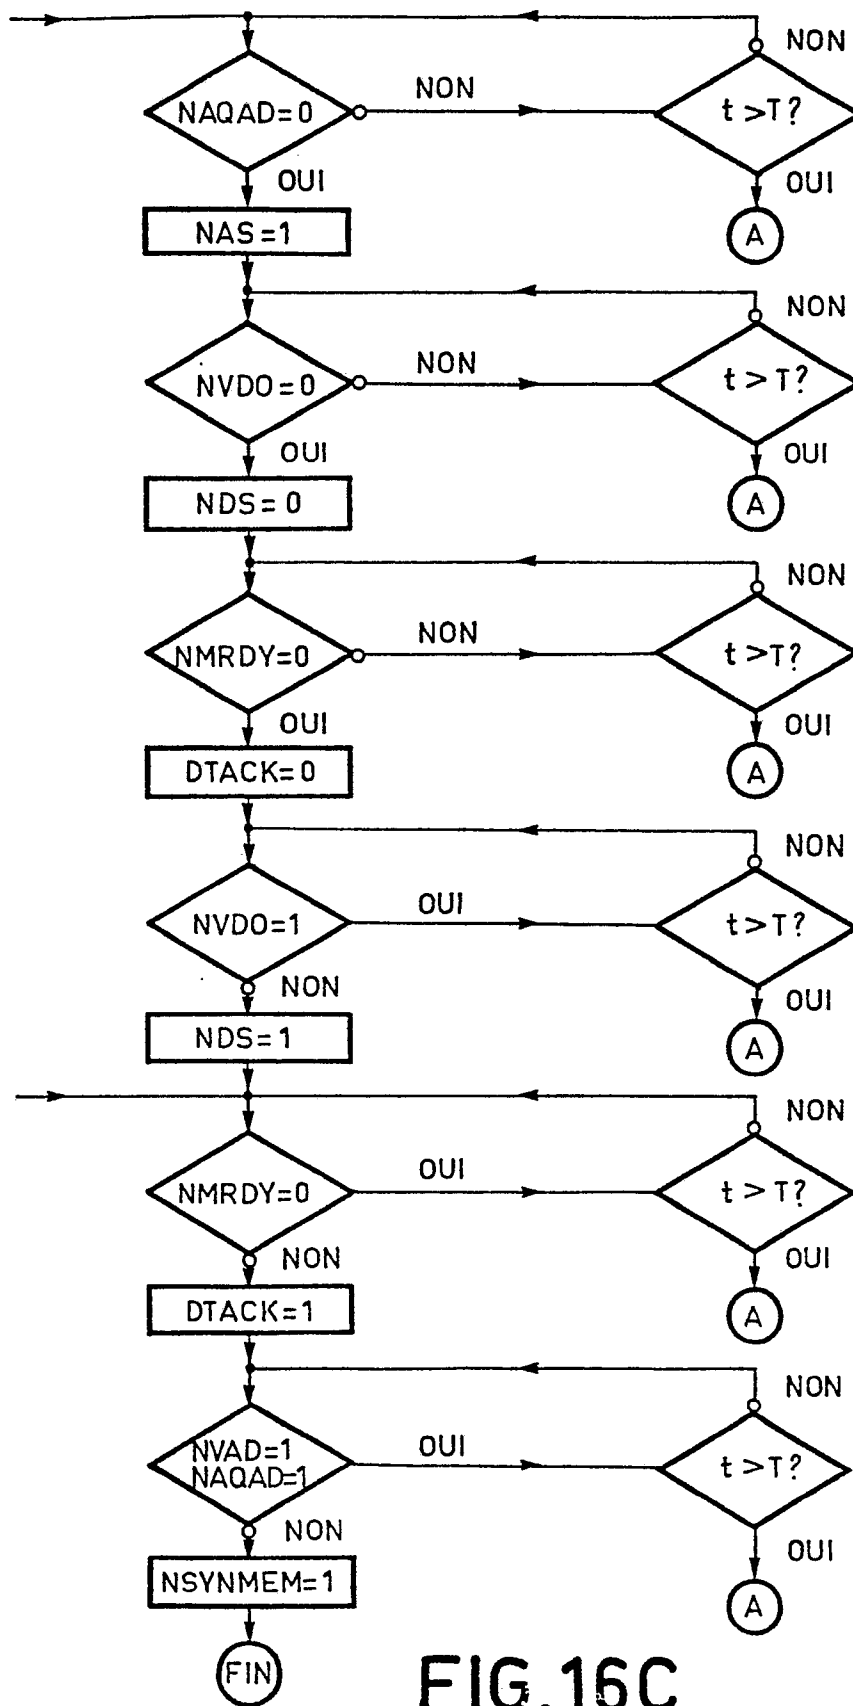 NON
NAQAD=0
NON
t>T?
OUI
OUI
NAS=1
A
NON
NVDO=0
NON
t>T?
OUI
OUI
NDS=0
A
NON
NMRDY=0
NON
t>T?
OUI
OUI
DTACK=0
A
NON
NVDO=1
OUI
t>T?
NON
OUI
NDS=1
A
NON
NMRDY=0
OUI
t>T?
NON
OUI
DTACK=1
A
NON
NVAD=1
NAQAD=1
OUI
t>T?
NON
OUI
NSYNMEM=1
A
FIN
FIG.16C